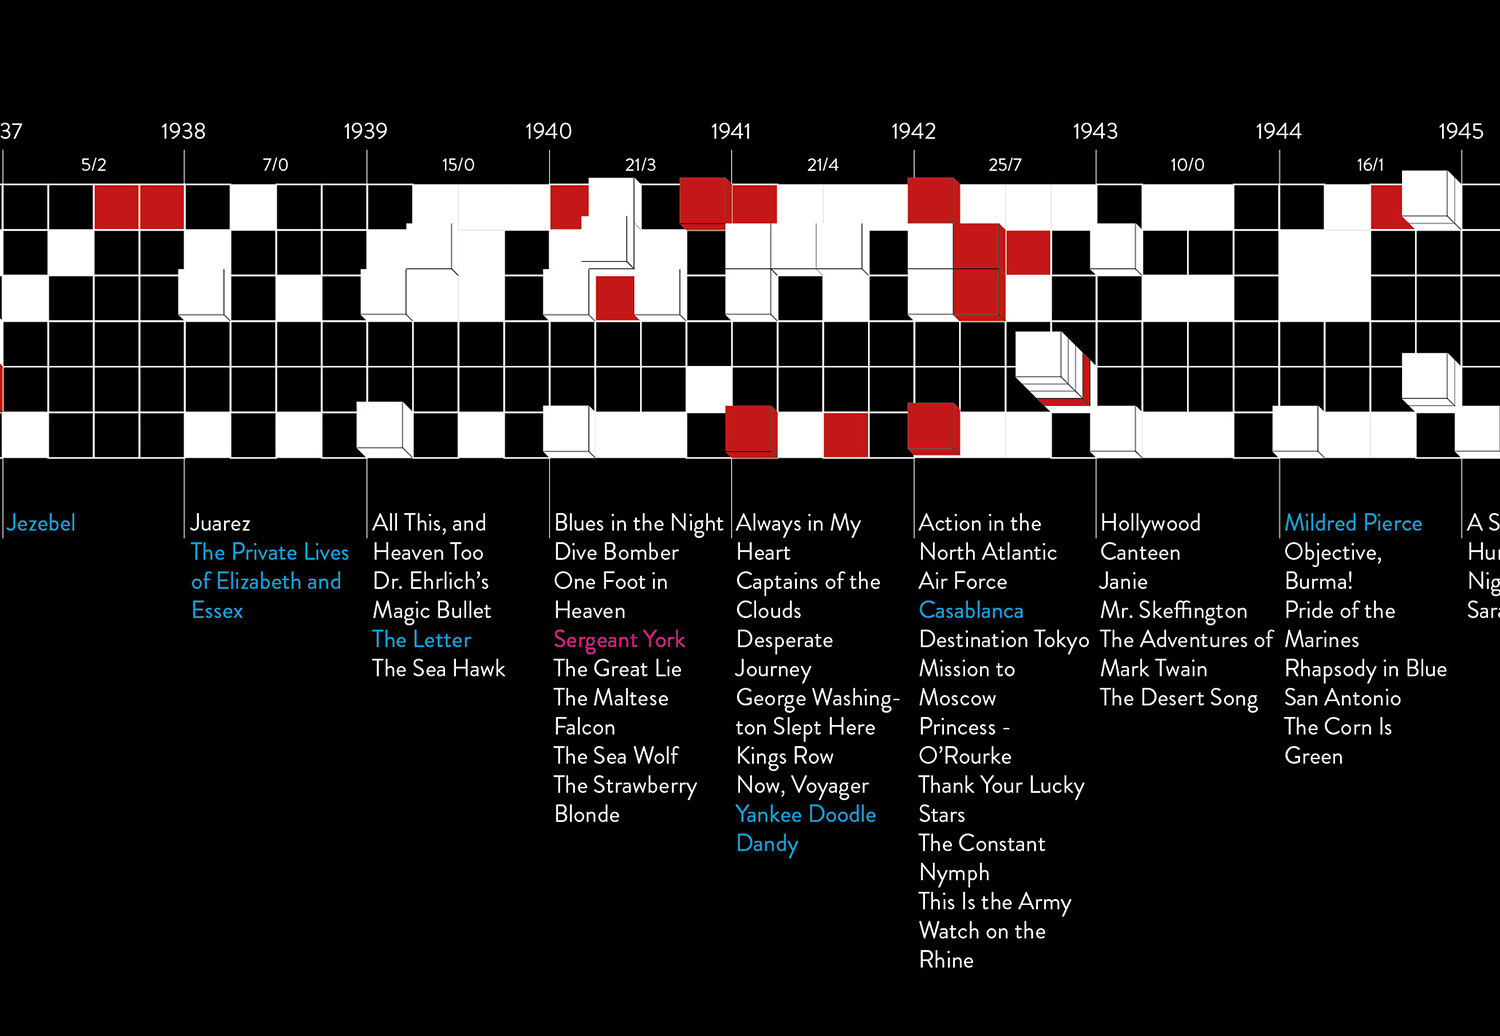 37
1938
1939
1940
1941
1942
1943
1944
1945
5/2
7/0
15/0
21/3
21/4
25/7
10/0
16/1
Jezebel
Juarez
The Private Lives
of Elizabeth and
Essex
All This, and
Heaven Too
Dr. Ehrlich's
Magic Bullet
The Letter
The Sea Hawk
Blues in the Night
Dive Bomber
One Foot in
Heaven
Sergeant York
The Great Lie
The Maltese
Falcon
The Sea Wolf
The Strawberry
Blonde
Always in My
Heart
Captains of the
Clouds
Desperate
Journey
George Washing-
ton Slept Here
Kings Row
Now, Voyager
Yankee Doodle
Dandy
Action in the
North Atlantic
Air Force
Casablanca
Destination Tokyo
Mission to
Moscow
Princess -
O'Rourke
Thank Your Lucky
Stars
The Constant
Nymph
This Is the Army
Watch on the
Rhine
Hollywood
Canteen
Janie
Mr. Skeffington
The Adventures of
Mark Twain
The Desert Song
Mildred Pierce
Objective,
Burma!
Pride of the
Marines
Rhapsody in Blue
San Antonio
The Corn Is
Green
A